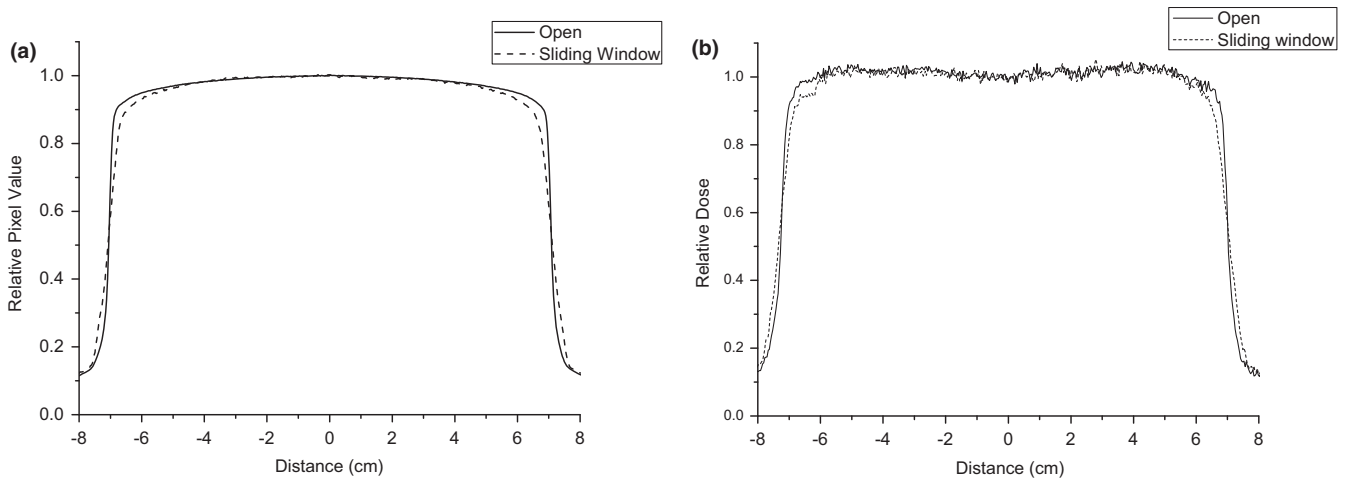 (a)
Open
Sliding Window
Relative Pixel Value
1.0
0.8
0.6
0.4
0.2
0.0
-8 -6 -4 -2 0 2 4 6 8
Distance (cm)
(b)
Open
Sliding window
Relative Dose
1.0
0.8
0.6
0.4
0.2
0.0
-8 -6 -4 -2 0 2 4 6 8
Distance (cm)